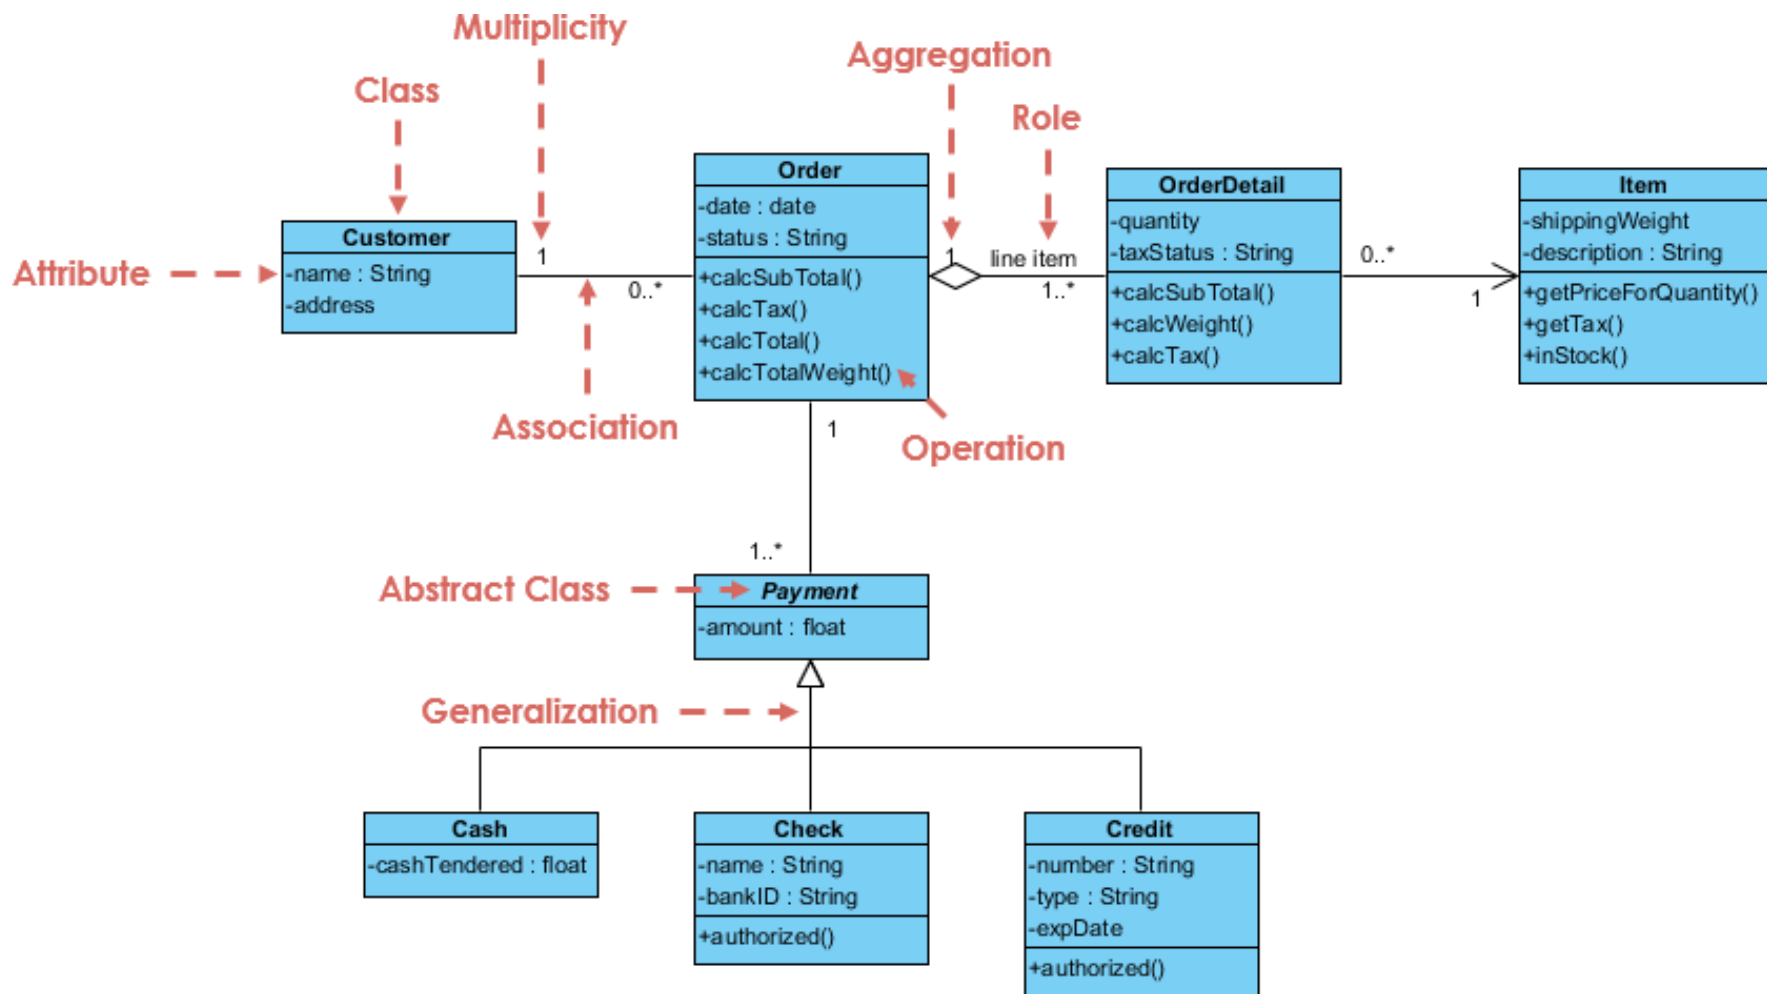 Multiplicity
Aggregation
Class
Role
Attribute
Customer
-name : String
-address
1
0..*
Association
Order
-date : date
-status : String
+calcSubTotal()
+calcTax()
+calcTotal()
+calcTotalWeight()
Operation
1
line item
1..*
OrderDetail
-quantity
-taxStatus : String
+calcSubTotal()
+calcWeight()
+calcTax()
0..*
1
Item
-shippingWeight
-description : String
+getPriceForQuantity()
+getTax()
+inStock()
1
1..*
Abstract Class
Payment
-amount : float
Generalization
Cash
-cashTendered : float
Check
-name : String
-bankID : String
+authorized()
Credit
-number : String
-type : String
-expDate
+authorized()